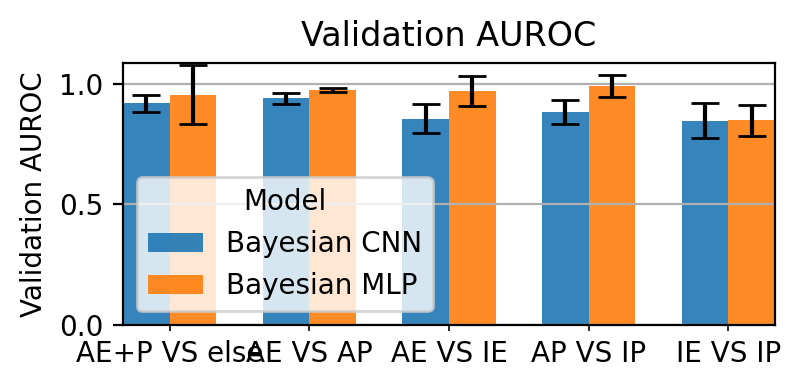 Validation AUROC
Validation AUROC
1.0
0.5
0.0
Model
Bayesian CNN
Bayesian MLP
AE+P VS else AE VS AP AE VS IE AP VS IP IE VS IP